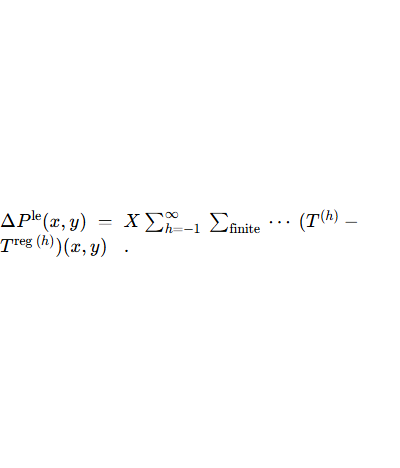 ΔP^le(x, y) = X ∑_{h=−1}^∞ ∑_finite ⋯ (T^(h) −
T^reg (h))(x, y) .